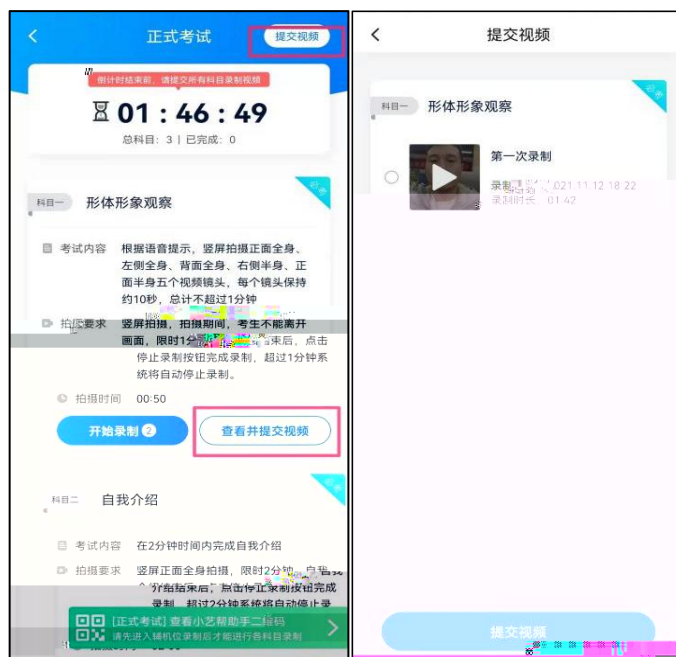 正式考试
提交视频
倒计时结束前，请提交所有科目录制视频
01：46：49
总科目：3 | 已完成：0
必考
科目一 形体形象观察
考试内容 根据语音提示，竖屏拍摄正面全身、
左侧全身、背面全身、右侧半身、正
面半身五个视频镜头，每个镜头保持
约10秒，总计不超过1分钟
拍摄要求 竖屏拍摄，拍摄期间，考生不能离开
画面，限时1分 束后，点击
停止录制按钮完成录制，超过1分钟系
统将自动停止录制。
拍摄时间 00:50
开始录制 2
查看并提交视频
必考
科目二 自我介绍
考试内容 在2分钟时间内完成自我介绍
拍摄要求 竖屏正面全身拍摄，限时2分钟，自我
介绍结束后，点击停止录制按钮完成
录制，超过2分钟系统将自动停止录
[正式考试] 查看小艺帮助手二维码
请先进入辅机位录制后才能进行各科目录制
提交视频
必考
科目一 形体形象观察
第一次录制
021.11.12 18:22
录制时长 01:42
提交视频